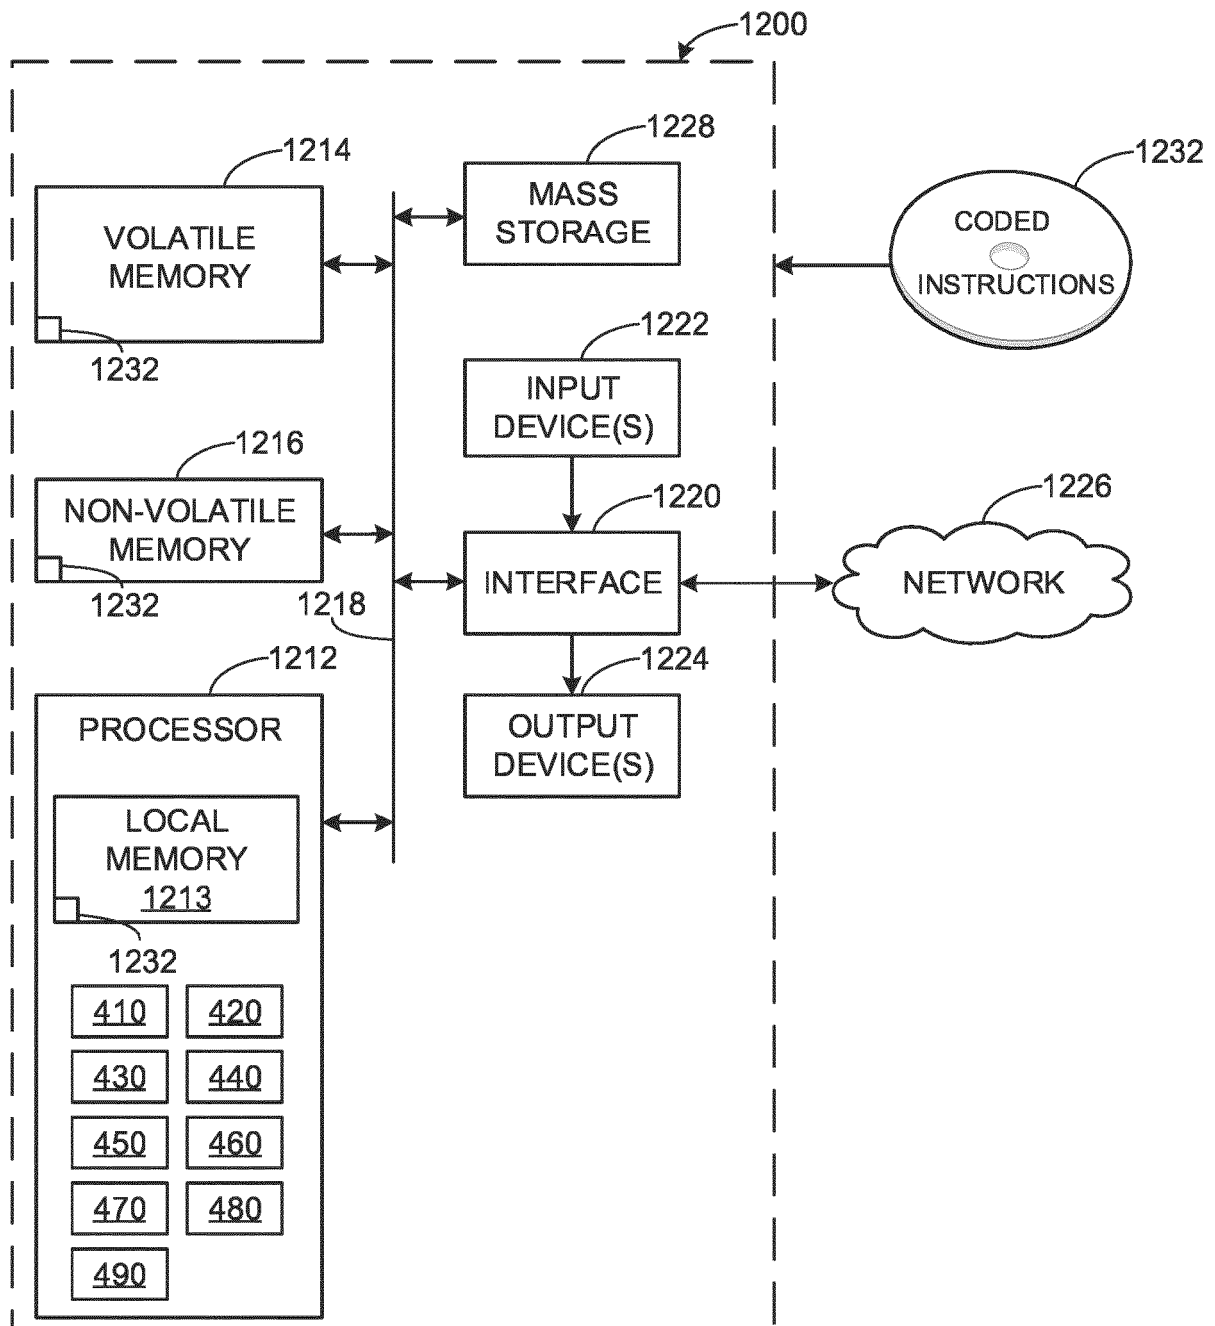 1200
1214
VOLATILE
MEMORY
1232
1228
MASS
STORAGE
1232
CODED
INSTRUCTIONS
1222
INPUT
DEVICE(S)
1216
NON-VOLATILE
MEMORY
1232
1218
1220
INTERFACE
1226
NETWORK
1224
OUTPUT
DEVICE(S)
1212
PROCESSOR
LOCAL
MEMORY
1213
1232
410 420
430 440
450 460
470 480
490